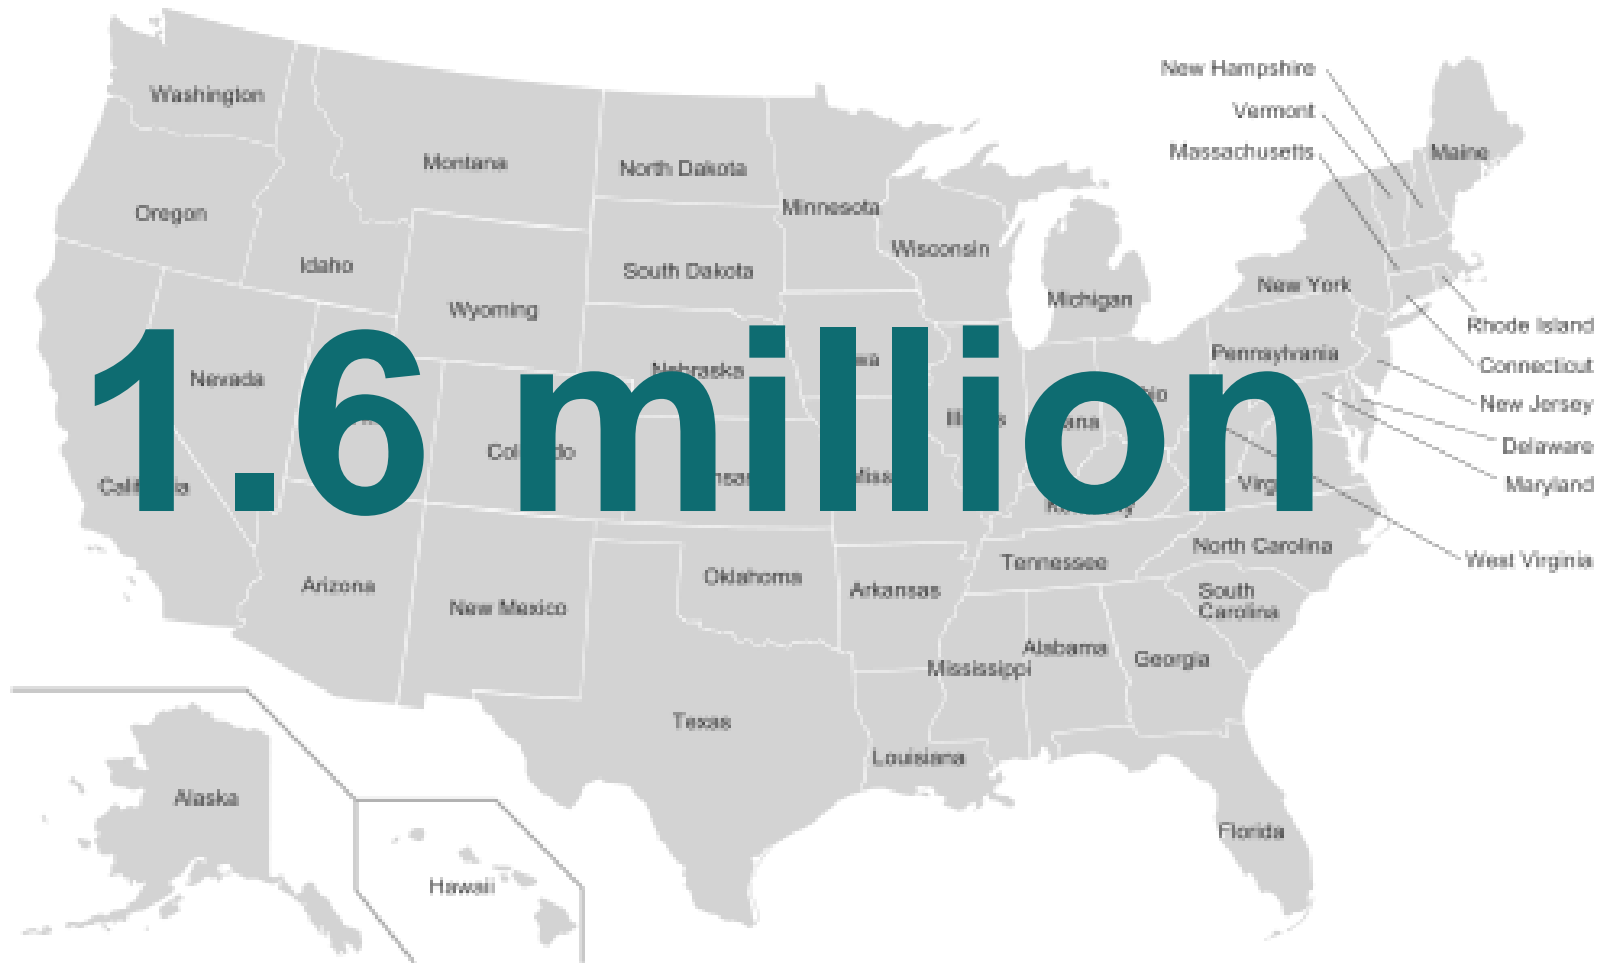 New Hampshire
Washington
Vermont
Massachusetts
Maine
Montana
North Dakota
Minnesota
Oregon
Wisconsin
Idaho
South Dakota
New York
Michigan
Wyoming
Rhode Island
Pennsylvania
Connecticut
Nevada
Nebraska
New Jersey
1.6 million
Delaware
Maryland
North Carolina
West Virginia
Tennessee
Oklahoma
Arizona
Arkansas
South
Carolina
New Mexico
Alabama
Georgia
Mississippi
Texas
Louisiana
Alaska
Florida
Hawaii